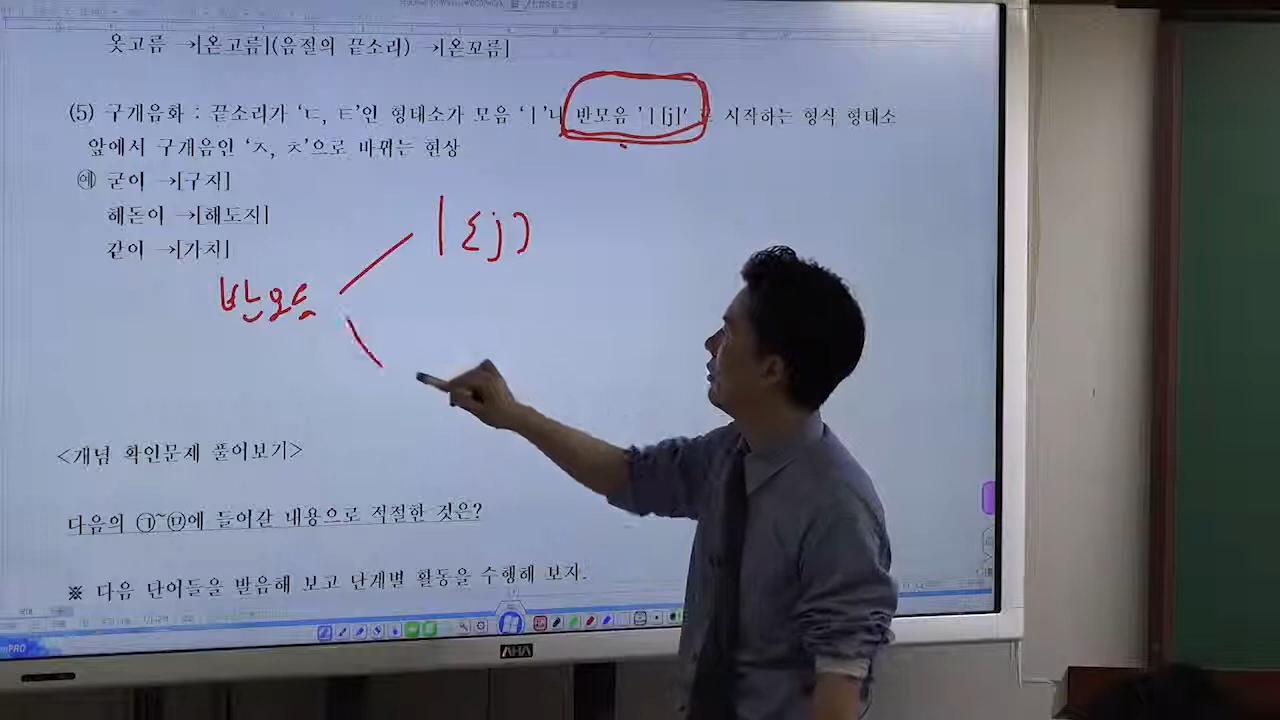 옷고름 →[옫고름](음절의 끝소리) →[옫꼬름]
(5) 구개음화 : 끝소리가 ‘ㄷ, ㅌ’인 형태소가 모음 ‘ㅣ’나 반모음 ‘ㅣ[j]’로 시작하는 형식 형태소
앞에서 구개음인 ‘ㅈ, ㅊ’으로 바뀌는 현상
예 굳이 →[구지]
해돋이 →[해도지]
같이 →[가치]
ㅣ[j]
반모음
<개념 확인문제 풀어보기>
다음의 ㉠~㉤에 들어갈 내용으로 적절한 것은?
※ 다음 단어들을 발음해 보고 단계별 활동을 수행해 보자.
AHA
mPRO